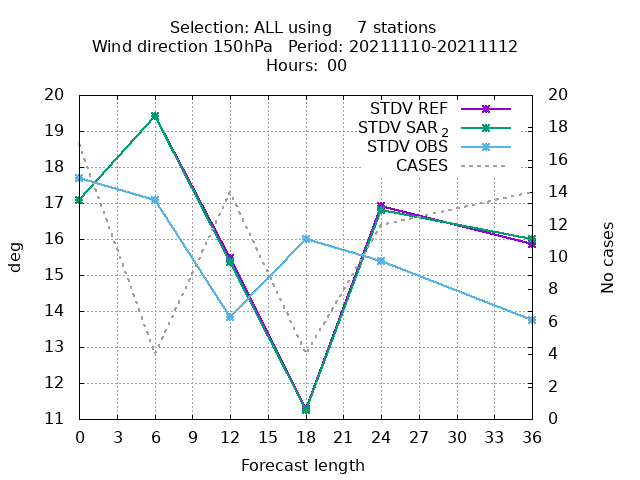 Selection: ALL using     7 stations
Wind direction 150hPa   Period: 20211110-20211112
Hours:  00
STDV REF
STDV SAR 2
STDV OBS
CASES
deg
No cases
20
19
18
17
16
15
14
13
12
11
20
18
16
14
12
10
8
6
4
2
0
0 3 6 9 12 15 18 21 24 27 30 33 36
Forecast length